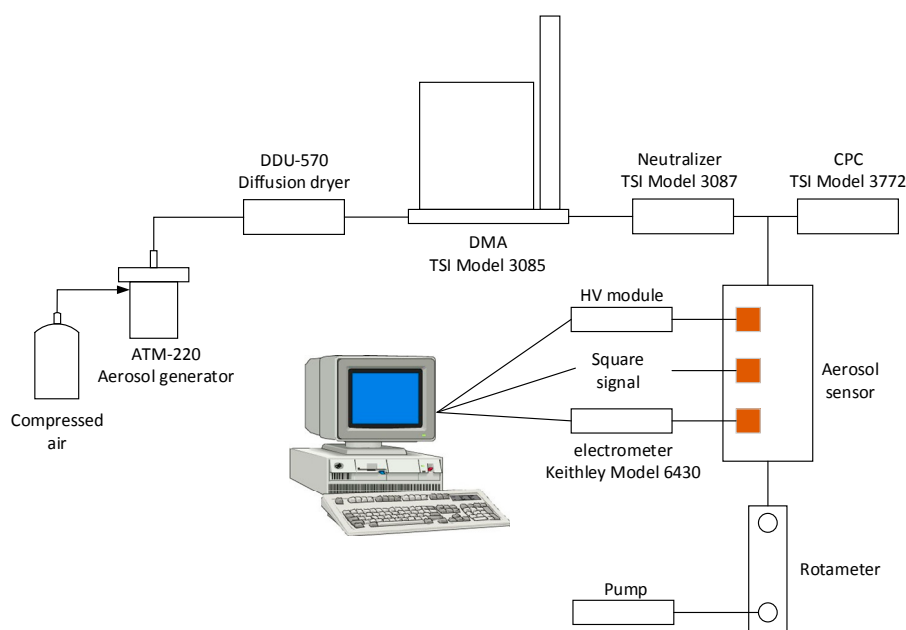 DDU-570
Diffusion dryer
Neutralizer
TSI Model 3087
CPC
TSI Model 3772
DMA
TSI Model 3085
HV module
ATM-220
Aerosol generator
Square
signal
Aerosol
sensor
Compressed
air
electrometer
Keithley Model 6430
Rotameter
Pump